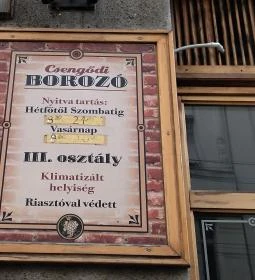 Csengődi
BOROZÓ
Nyitva tartás:
Hétfőtől Szombatig
Vasárnap
III. osztály
Klimatizált
helyiség
Riasztóval védett